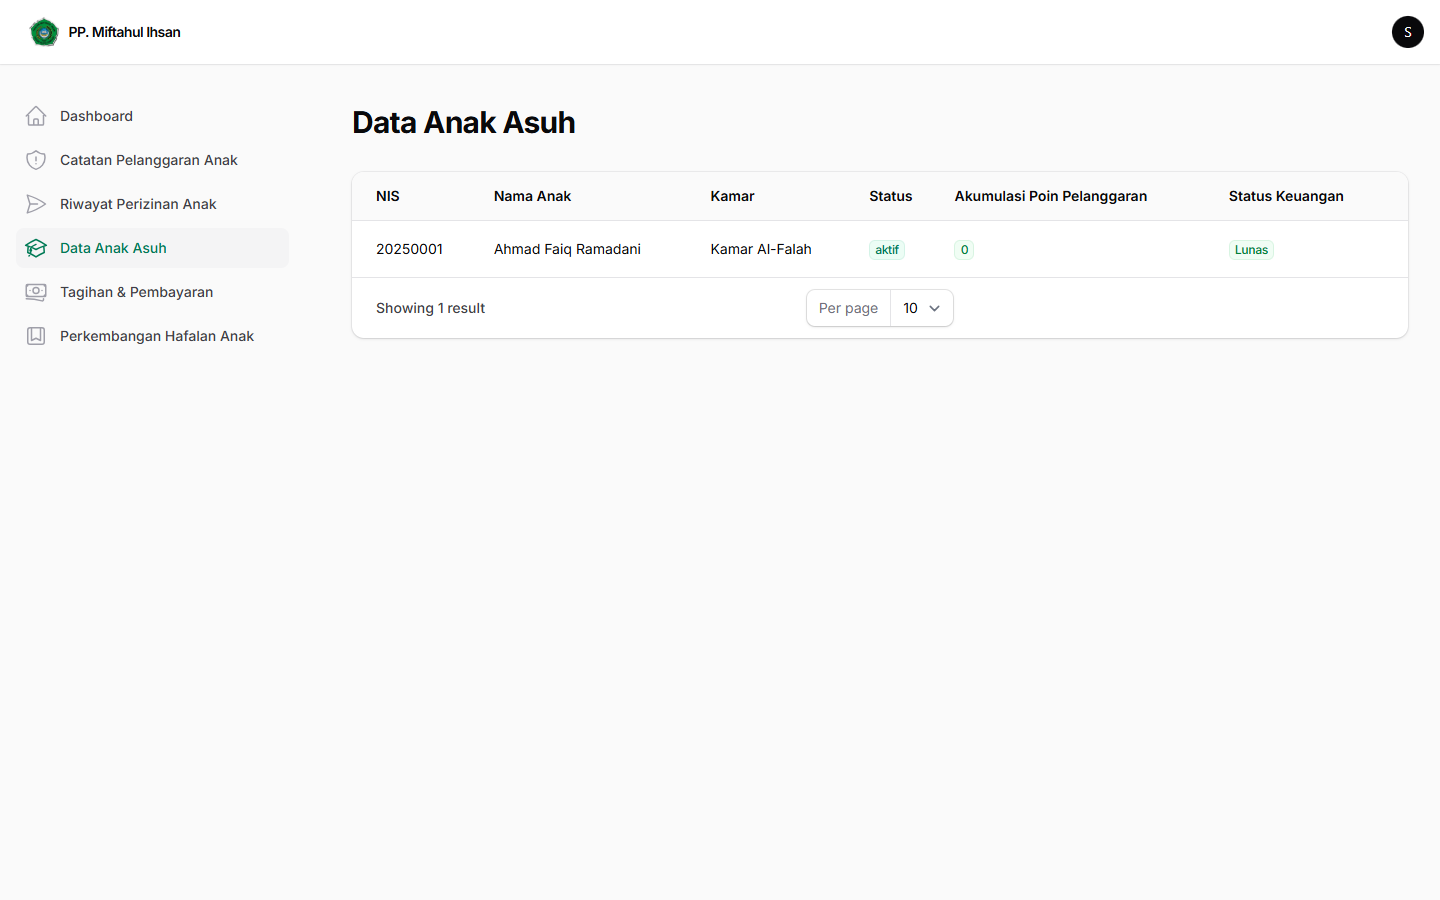 PP. Miftahul Ihsan
S
Dashboard
Catatan Pelanggaran Anak
Riwayat Perizinan Anak
Data Anak Asuh
Tagihan & Pembayaran
Perkembangan Hafalan Anak
Data Anak Asuh
NIS Nama Anak Kamar Status Akumulasi Poin Pelanggaran Status Keuangan
20250001 Ahmad Faiq Ramadani Kamar Al-Falah aktif 0 Lunas
Showing 1 result Per page 10